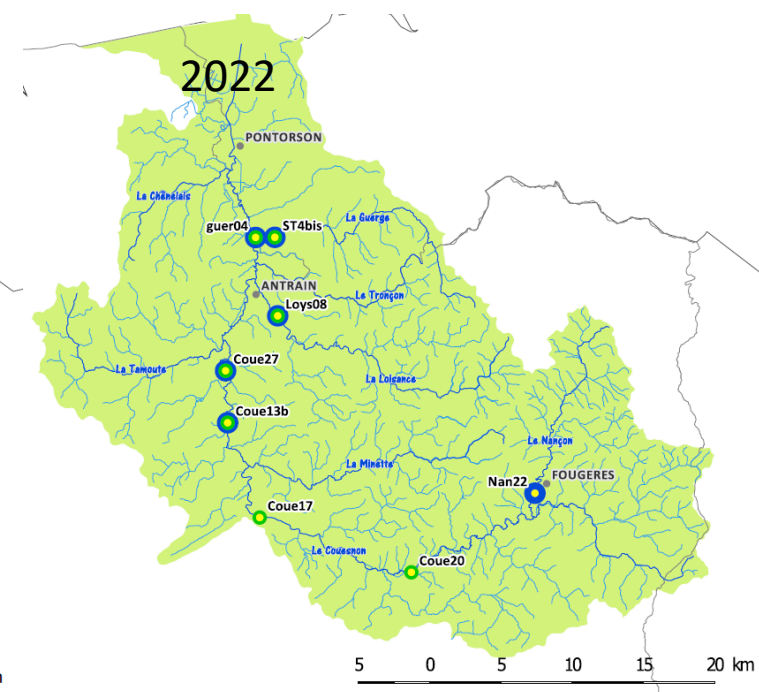 2022
PONTORSON
La Chênelais
guer04
ST4bis
La Guerge
ANTRAIN
Le Tronçon
Loys08
Coue27
La Tamoute
La Loisance
Coue13b
Le Nançon
La Minette
FOUGERES
Nan22
Coue17
Le Couesnon
Coue20
5 0 5 10 15 20 km